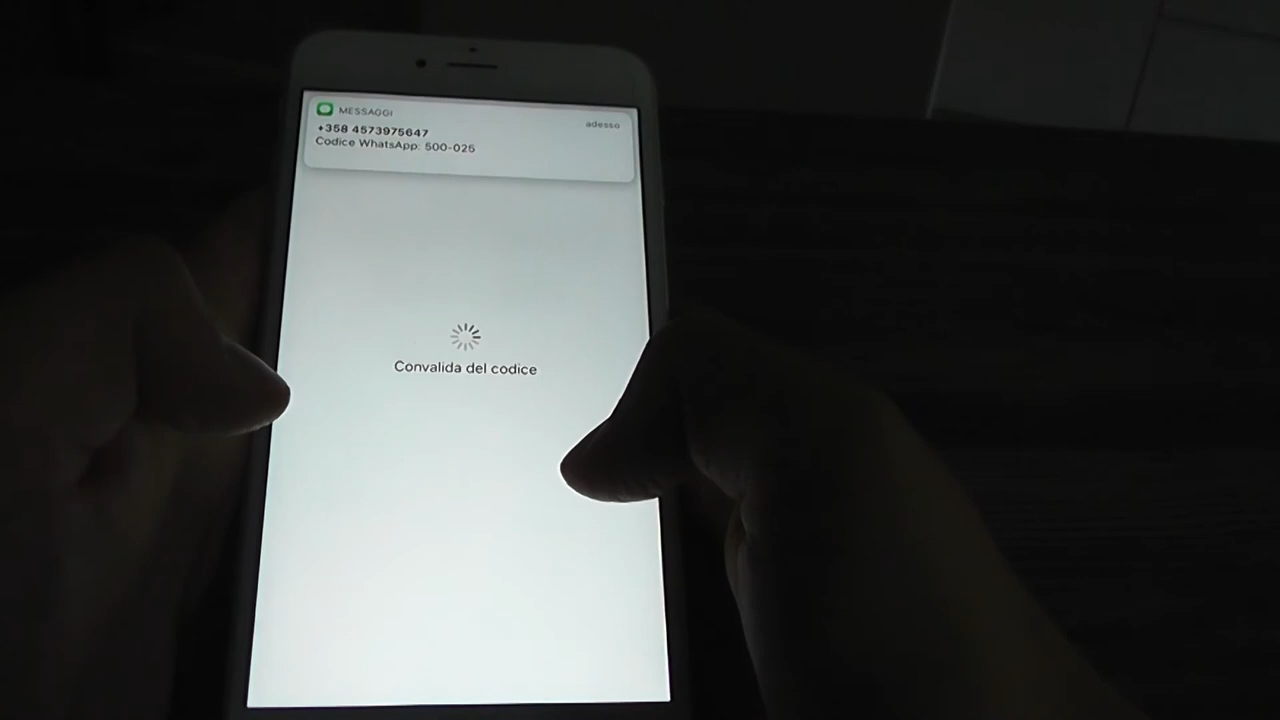 MESSAGGI
adesso
+358 4573975647
Codice WhatsApp: 500-025
Convalida del codice